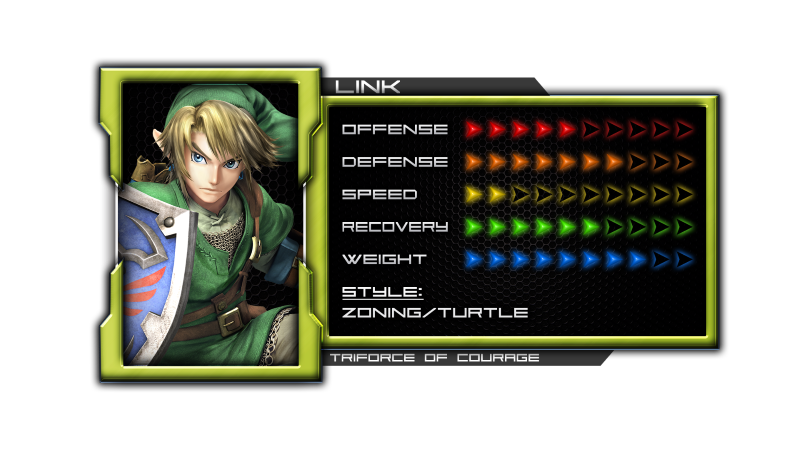 LINK
OFFENSE
DEFENSE
SPEED
RECOVERY
WEIGHT
STYLE:
ZONING/TURTLE
TRIFORCE OF COURAGE